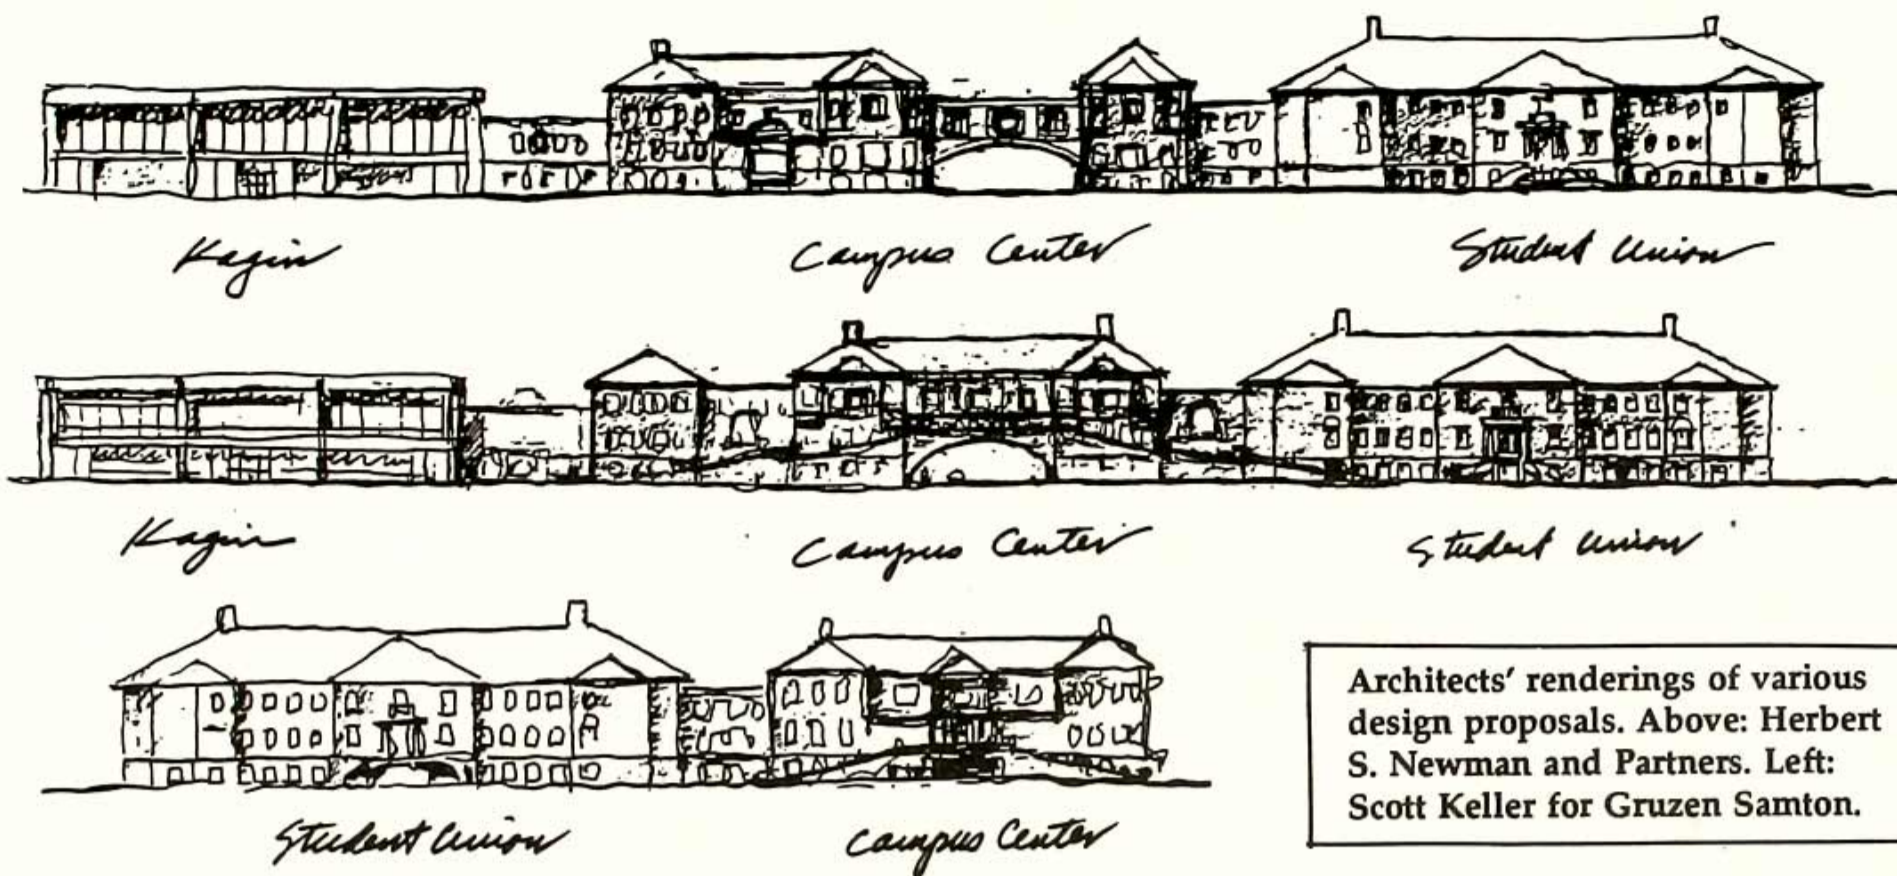 Kagin
Campus Center
Student Union
Kagin
Campus Center
Student Union
Student Union
Campus Center
Architects' renderings of various
design proposals. Above: Herbert
S. Newman and Partners. Left:
Scott Keller for Gruzen Samton.